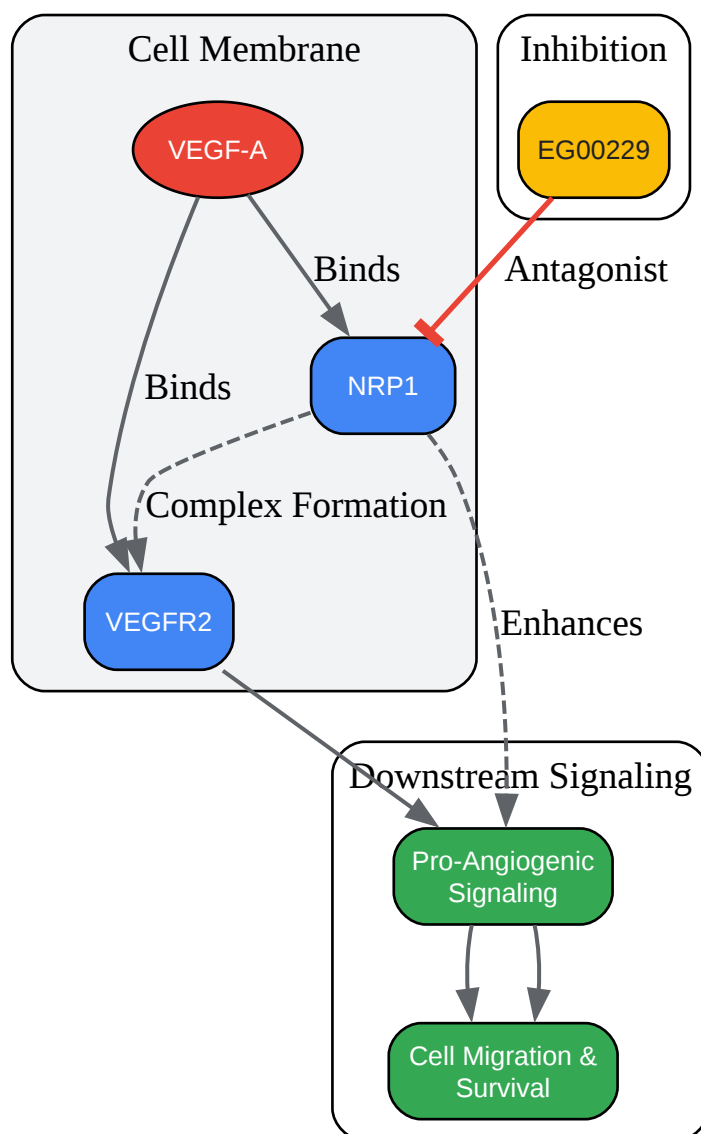 Cell Membrane
Inhibition
VEGF-A
EG00229
Binds
Antagonist
NRP1
Binds
Complex Formation
VEGFR2
Enhances
Downstream Signaling
Pro-Angiogenic
Signaling
Cell Migration &
Survival